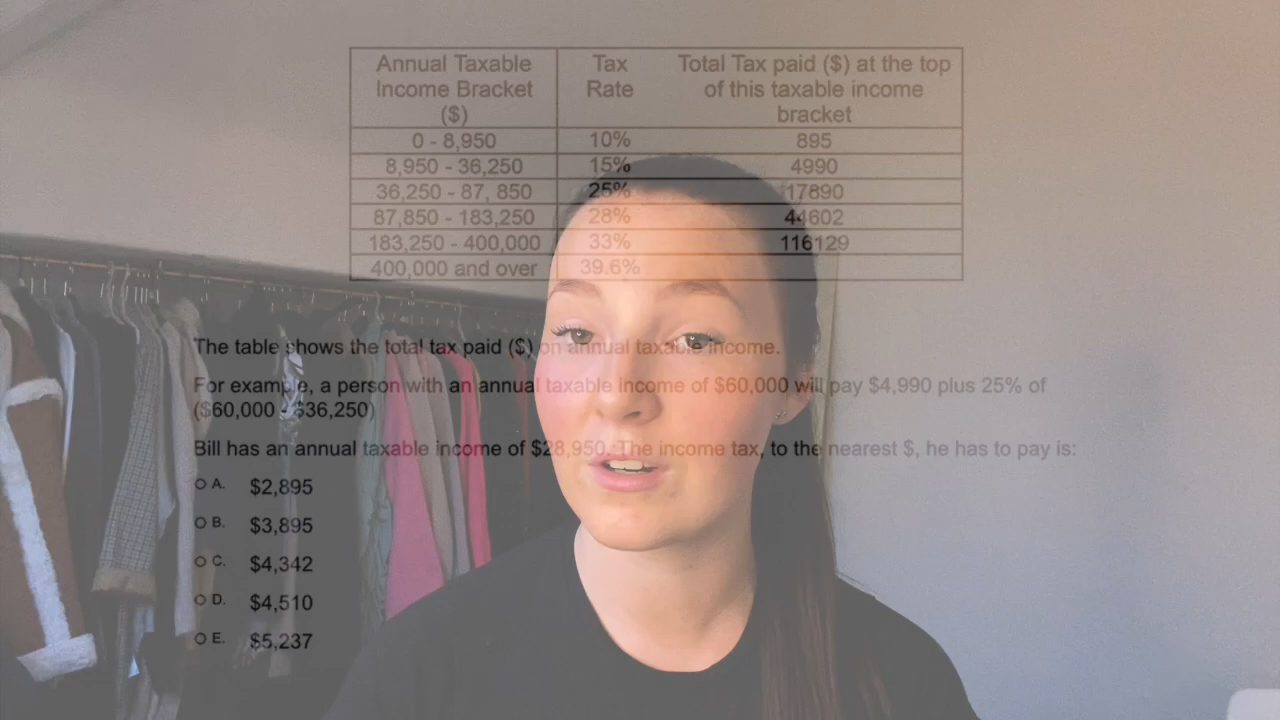 Annual Taxable Tax Total Tax paid ($) at the top
Income Bracket Rate of this taxable income
($) bracket
0 - 8,950 10% 895
8,950 - 36,250 15% 4990
36,250 - 87, 850 25% 17890
87,850 - 183,250 28% 44602
183,250 - 400,000 33% 116129
400,000 and over 39.6%
The table shows the total tax paid ($) on annual taxable income.
For example, a person with an annual taxable income of $60,000 will pay $4,990 plus 25% of
($60,000 - $36,250)
Bill has an annual taxable income of $28,950. The income tax, to the nearest $, he has to pay is:
A. $2,895
B. $3,895
C. $4,342
D. $4,510
E. $5,237